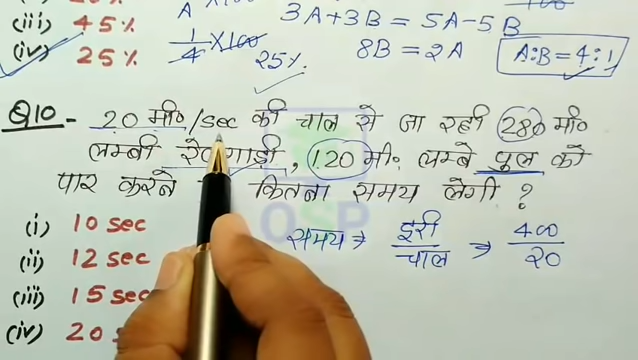 (iii) 45%
(iv) 25%
A
3A+3B = 5A-5B
1/4 × 100
25%
8B = 2A
A:B = 4:1
Q10 - 20 मी०/sec की चाल से जा रही 280 मी०
लम्बी रेलगाड़ी, 120 मी० लम्बे पुल को
पार करने कितना समय लेगी ?
(i) 10 sec
(ii) 12 sec
(iii) 15 sec
(iv) 20
समय ⇒ दूरी/चाल ⇒ 400/20
OSP